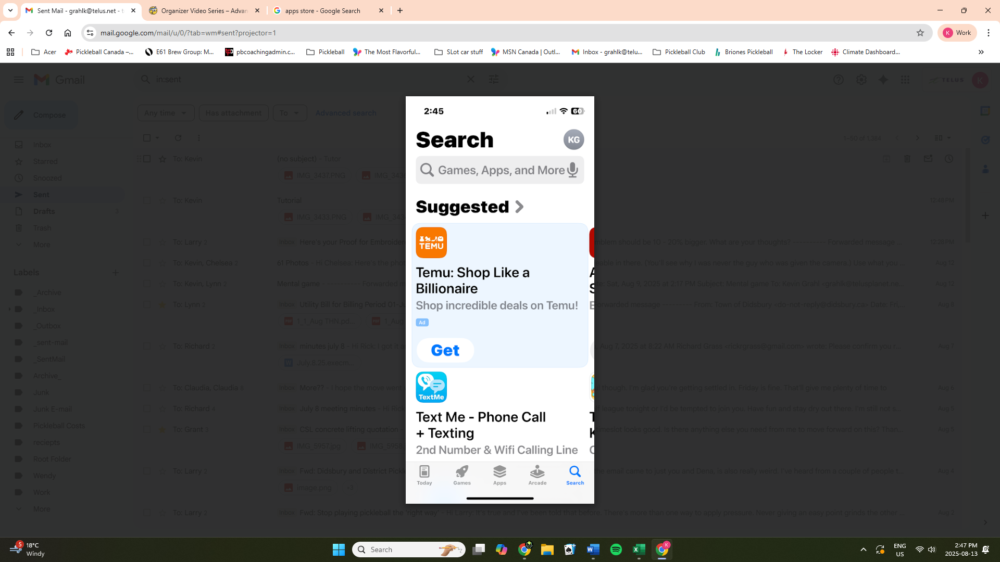 Sent Mail - grahlk@telus.net - t
Organizer Video Series – Advan
apps store - Google Search
mail.google.com/mail/u/0/?tab=wm#sent?projector=1
K
Work
Acer
Pickleball Canada –...
E61 Brew Group: M...
pbcoachingadmin.c...
Pickleball
The Most Flavorful...
SLot car stuff
MSN Canada | Outl...
Inbox - grahlk@telu...
Pickleball Club
Briones Pickleball
The Locker
Climate Dashboard...
Gmail
in:sent
TELUS
K
Compose
Any time
Has attachment
To
Advanced search
1–50 of 1,384
Inbox
Starred
Snoozed
Sent
Drafts 3
Trash
More
Labels
_Archive
_Inbox
_Outbox
_sent-mail
_SentMail
Archive_
Junk
Junk E-mail
Pickleball Costs
reciepts
Root Folder
Wendy
Work
More
To: Kevin (no subject) - Tutor
IMG_3437.PNG IMG_3436
To: Kevin Tutorial 12:48 PM
IMG_3433.PNG IMG_343
To: Larry 2 Inbox Here's your Proof for Embroider mblem should be 10 - 20% bigger. What are your thoughts? ---------- Forwarded message ... 12:28 PM
To: Kevin, Chelsea 2 61 Photos - Hi Chelsea: Here's the phot eeble in there. (You'll see why I was never the guy who was given the camera.) Use what you ... Aug 12
To: Kevin, Lynn 2 Mental game - ---------- Forwarded m te: Sat, Aug 9, 2025 at 2:17 PM Subject: Mental game To: Kevin Grahl <grahlk@telusplanet.ne... Aug 12
To: Lynn 2 Inbox Utility Bill for Billing Period 01-Ju Forwarded message --------- From: Town of Didsbury <do-not-reply@didsbury.ca> Date: Fri,... Aug 8
1_1_Aug THN.pd... 1_Aug
To: Richard 2 Inbox minutes july 8 - Hi Rick: I got it a , Aug 7, 2025 at 8:22 AM Richard Grass <rickrgrass@gmail.com> wrote: Please confirm you r... Aug 7
July.8.25.execm...
To: Claudia, Claudia 8 Inbox More?? - I hope the move went ll though. I'm glad you're getting settled in. Friday is fine. That'll give me plenty of time to Aug 6
To: Richard 4 Inbox July 8 meeting minutes - Hi Rick lf league tonight or I'd be tempted to join you. Have fun and stay dry out there. I'm still not s... Aug 5
To: Grant 3 Inbox CSL concrete lifting quotation - imeslot looks good. Is there anything else you need from me to move forward on this? Than... Aug 5
IMG_5957.jpg IMG_5958
To: Larry 2 Inbox Fwd: Didsbury and District Pickl the email came to just you and Dena, is also really weird. I've heard from a couple of people t... Aug 4
image.png +3
To: Larry 2 Inbox Fwd: Stop playing pickleball the 'right way" - Hi Larry: It's true and I've been told that before. There's more than one way to apply pressure. Never giving an easy point grinds the other ... Aug 2
2:45
60
Search
KG
Games, Apps, and More
Suggested
TEMU
Temu: Shop Like a
Billionaire
Shop incredible deals on Temu!
Ad
Get
TextMe
Text Me - Phone Call
+ Texting
2nd Number & Wifi Calling Line
Today
Games
Apps
Arcade
Search
5
18°C
Windy
Search
ENG
US
2:47 PM
2025-08-13